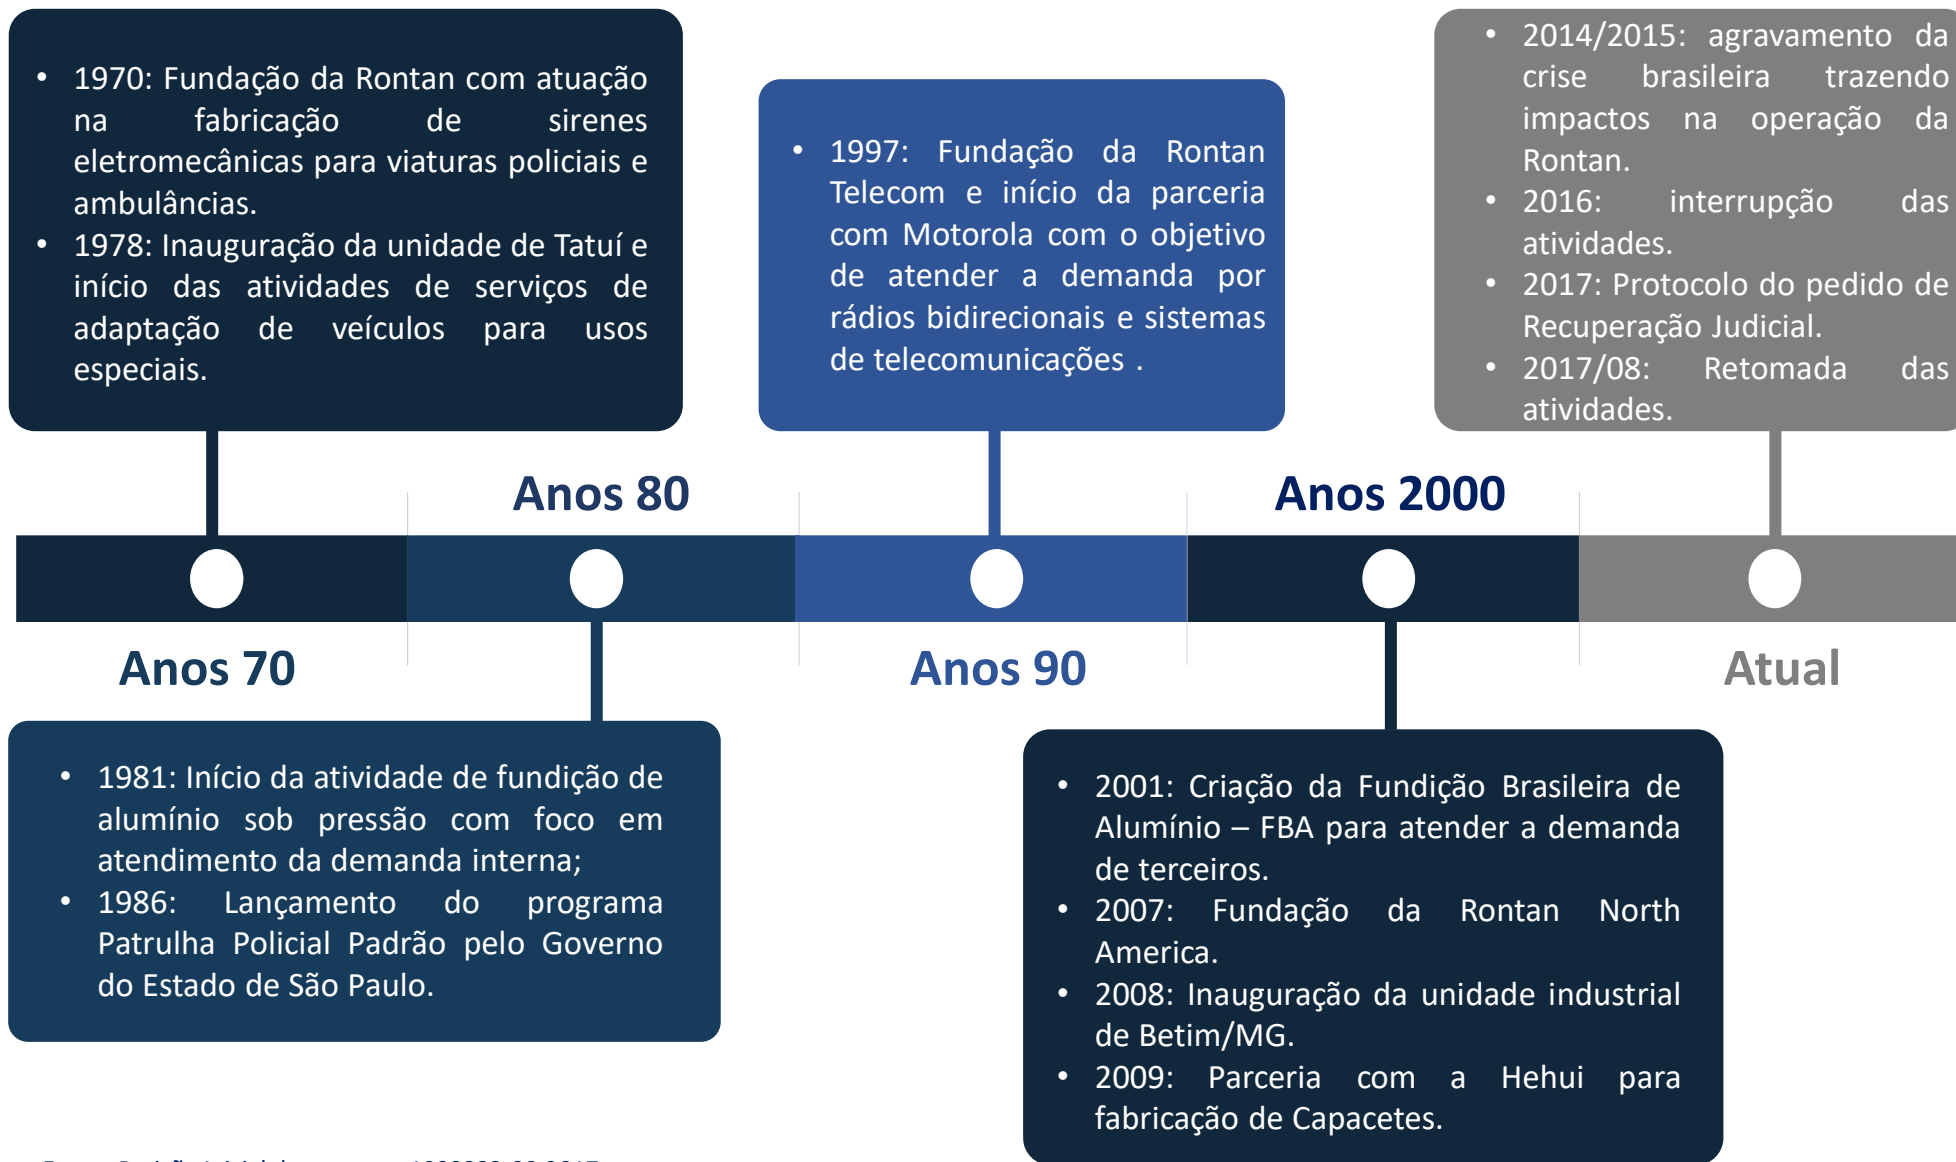 • 1970: Fundação da Rontan com atuação
na fabricação de sirenes
eletromecânicas para viaturas policiais e
ambulâncias.
• 1978: Inauguração da unidade de Tatuí e
início das atividades de serviços de
adaptação de veículos para usos
especiais.
• 1997: Fundação da Rontan
Telecom e início da parceria
com Motorola com o objetivo
de atender a demanda por
rádios bidirecionais e sistemas
de telecomunicações .
• 2014/2015: agravamento da
crise brasileira trazendo
impactos na operação da
Rontan.
• 2016: interrupção das
atividades.
• 2017: Protocolo do pedido de
Recuperação Judicial.
• 2017/08: Retomada das
atividades.
Anos 80
Anos 2000
Anos 70
Anos 90
Atual
• 1981: Início da atividade de fundição de
alumínio sob pressão com foco em
atendimento da demanda interna;
• 1986: Lançamento do programa
Patrulha Policial Padrão pelo Governo
do Estado de São Paulo.
• 2001: Criação da Fundição Brasileira de
Alumínio – FBA para atender a demanda
de terceiros.
• 2007: Fundação da Rontan North
America.
• 2008: Inauguração da unidade industrial
de Betim/MG.
• 2009: Parceria com a Hehui para
fabricação de Capacetes.